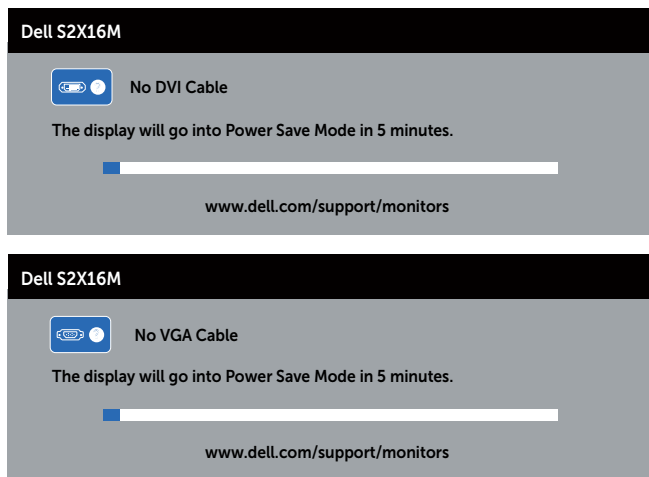 Dell S2X16M
No DVI Cable
The display will go into Power Save Mode in 5 minutes.
www.dell.com/support/monitors
Dell S2X16M
No VGA Cable
The display will go into Power Save Mode in 5 minutes.
www.dell.com/support/monitors